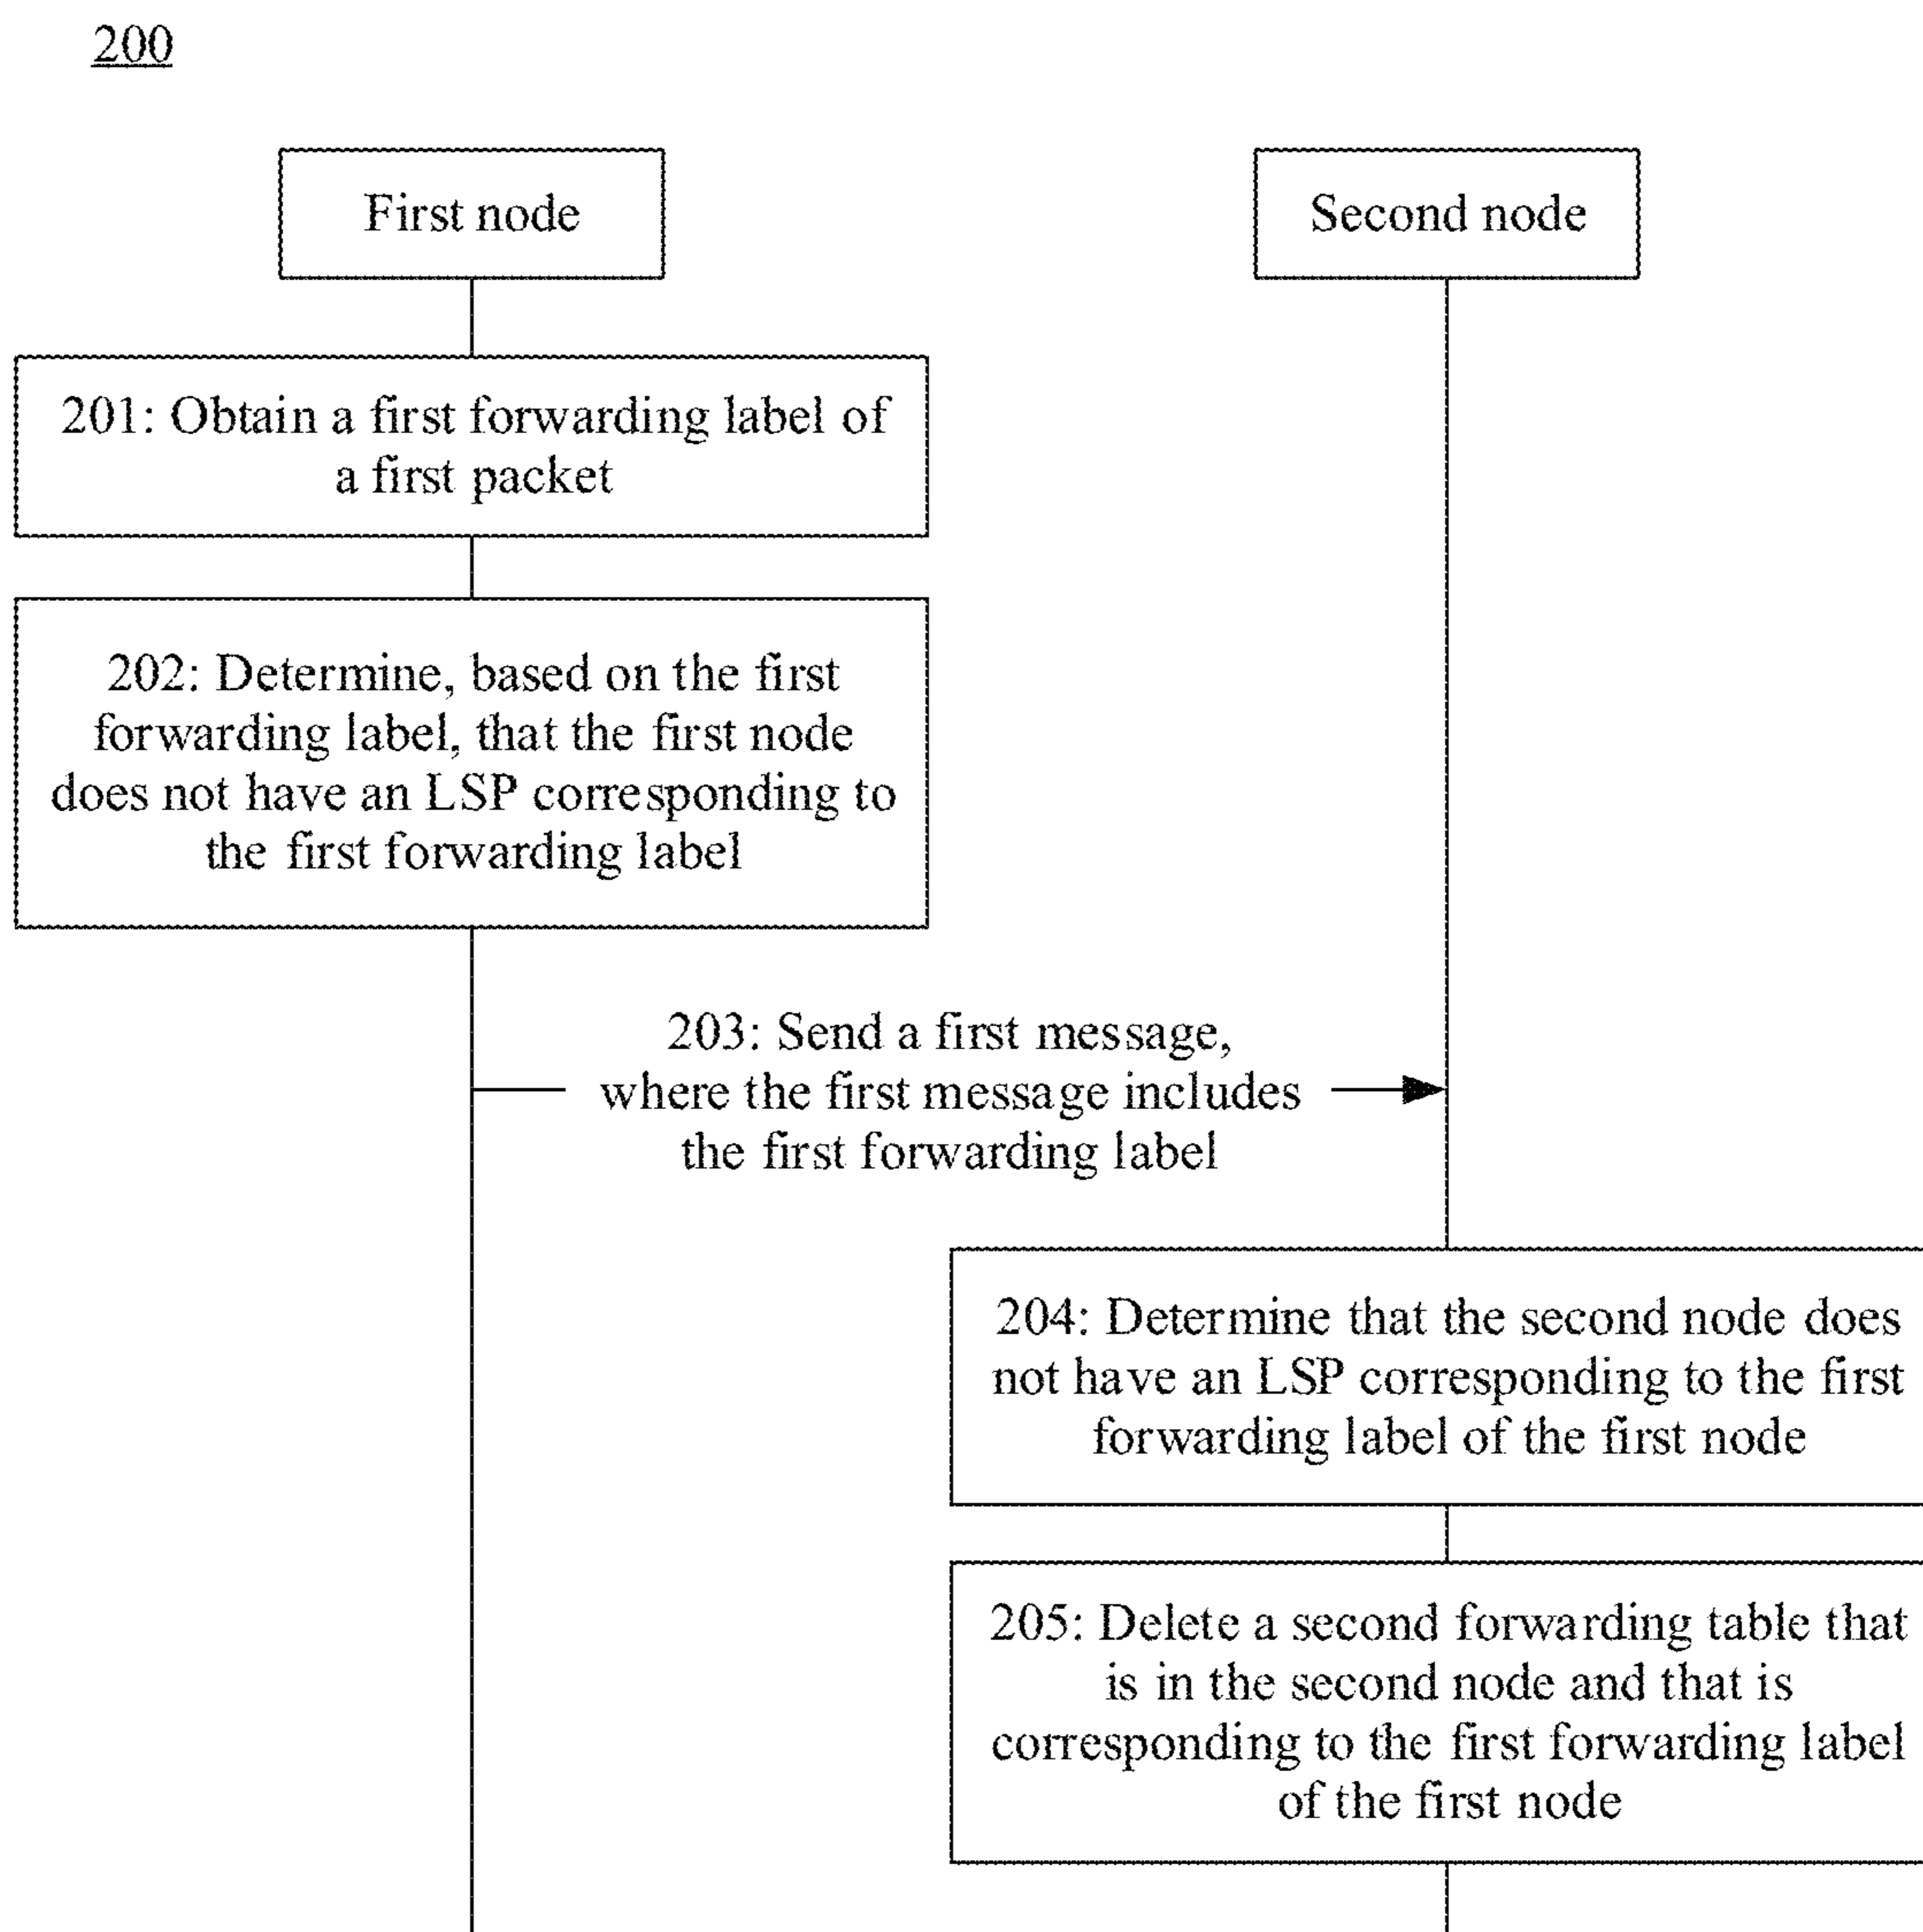 200
First node
Second node
201: Obtain a first forwarding label of
a first packet
202: Determine, based on the first
forwarding label, that the first node
does not have an LSP corresponding to
the first forwarding label
203: Send a first message,
where the first message includes
the first forwarding label
204: Determine that the second node does
not have an LSP corresponding to the first
forwarding label of the first node
205: Delete a second forwarding table that
is in the second node and that is
corresponding to the first forwarding label
of the first node